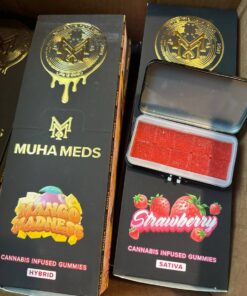 MUHA MEDS
MANGO
MADNESS
CANNABIS INFUSED GUMMIES
HYBRID
Strawberry
CANNABIS INFUSED GUMMIES
SATIVA